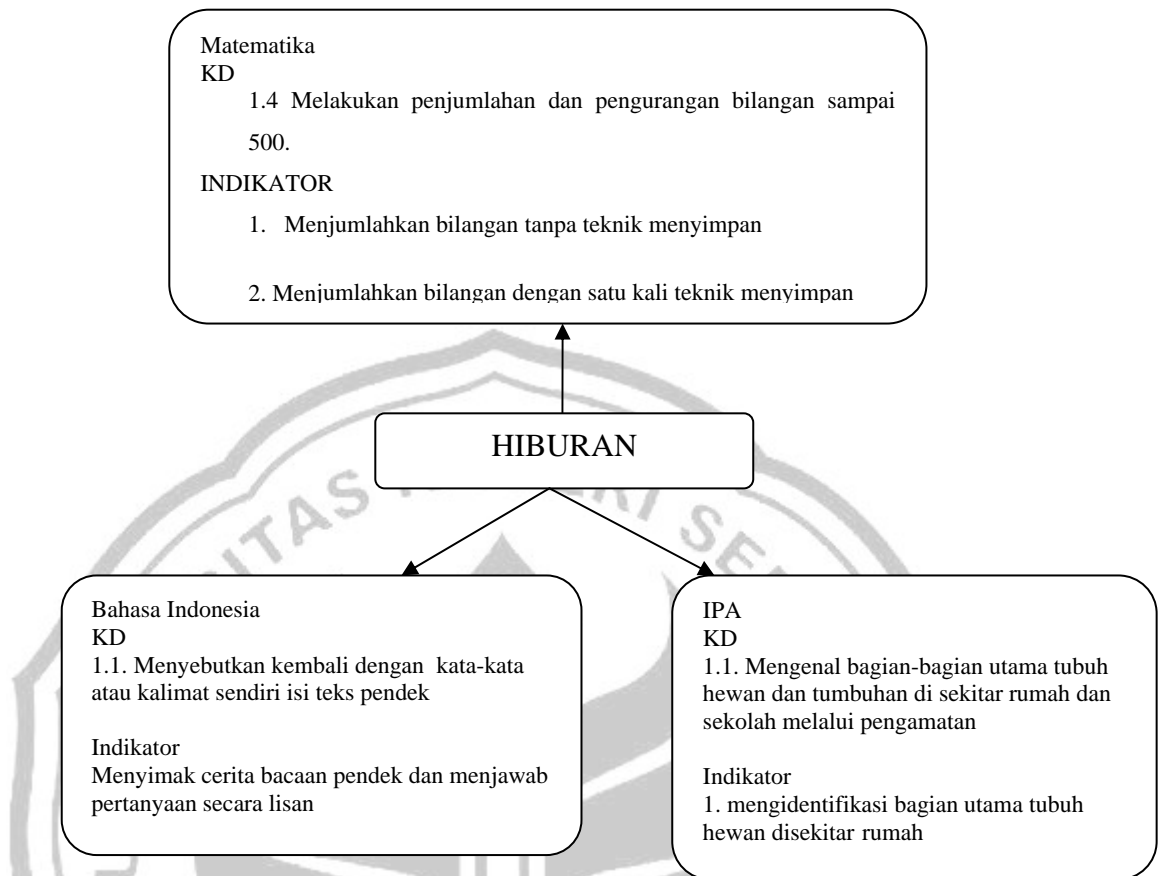 Matematika
KD
1.4 Melakukan penjumlahan dan pengurangan bilangan sampai
500.
INDIKATOR
1. Menjumlahkan bilangan tanpa teknik menyimpan
2. Menjumlahkan bilangan dengan satu kali teknik menyimpan
HIBURAN
Bahasa Indonesia
KD
1.1. Menyebutkan kembali dengan kata-kata
atau kalimat sendiri isi teks pendek
Indikator
Menyimak cerita bacaan pendek dan menjawab
pertanyaan secara lisan
IPA
KD
1.1. Mengenal bagian-bagian utama tubuh
hewan dan tumbuhan di sekitar rumah dan
sekolah melalui pengamatan
Indikator
1. mengidentifikasi bagian utama tubuh
hewan disekitar rumah